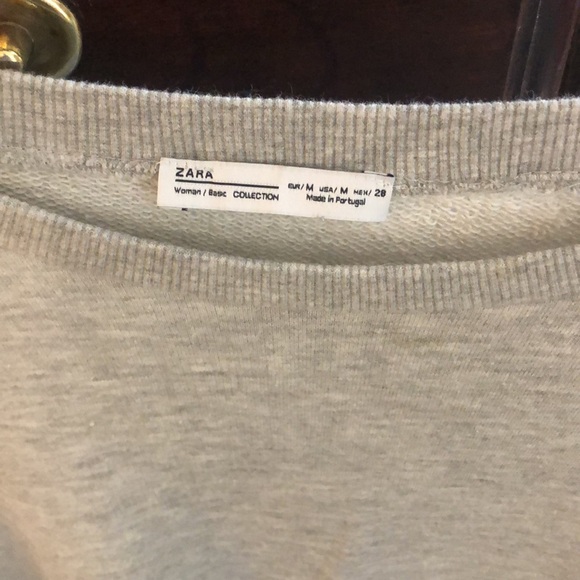 ZARA
Woman / Basic COLLECTION
EUR/ M USA/ M MEX/ 28
Made in Portugal